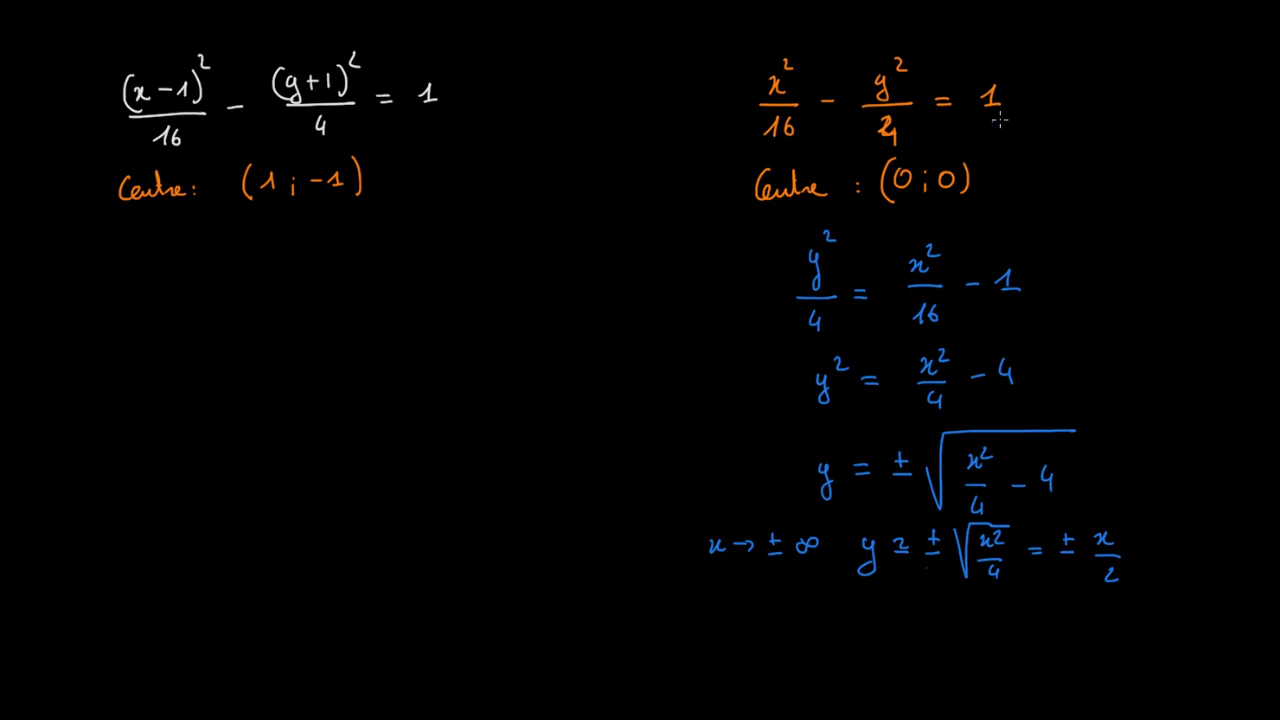 (x-1)²/16 - (y+1)²/4 = 1
Centre: (1 ; -1)
x²/16 - y²/4 = 1
Centre : (0 ; 0)
y²/4 = x²/16 - 1
y² = x²/4 - 4
y = ± √(x²/4 - 4)
x → ± ∞ y ≃ ± √(x²/4) = ± x/2